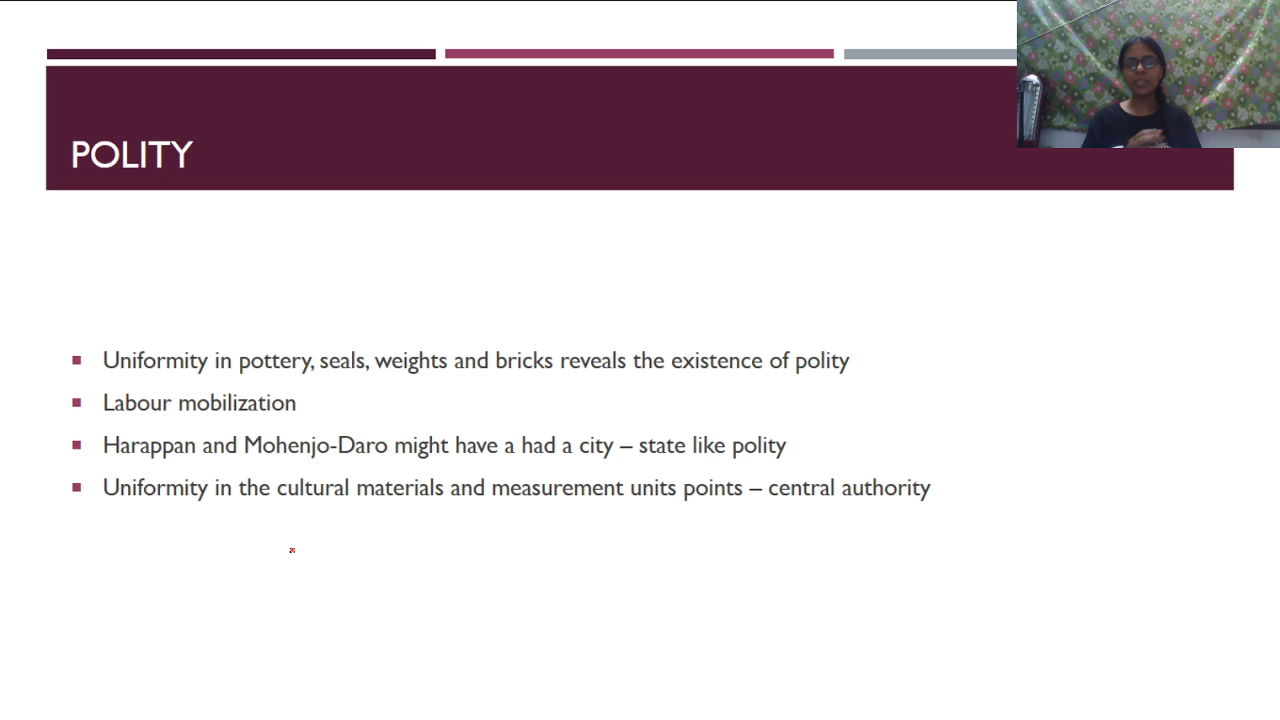 POLITY
Uniformity in pottery, seals, weights and bricks reveals the existence of polity
Labour mobilization
Harappan and Mohenjo-Daro might have a had a city – state like polity
Uniformity in the cultural materials and measurement units points – central authority